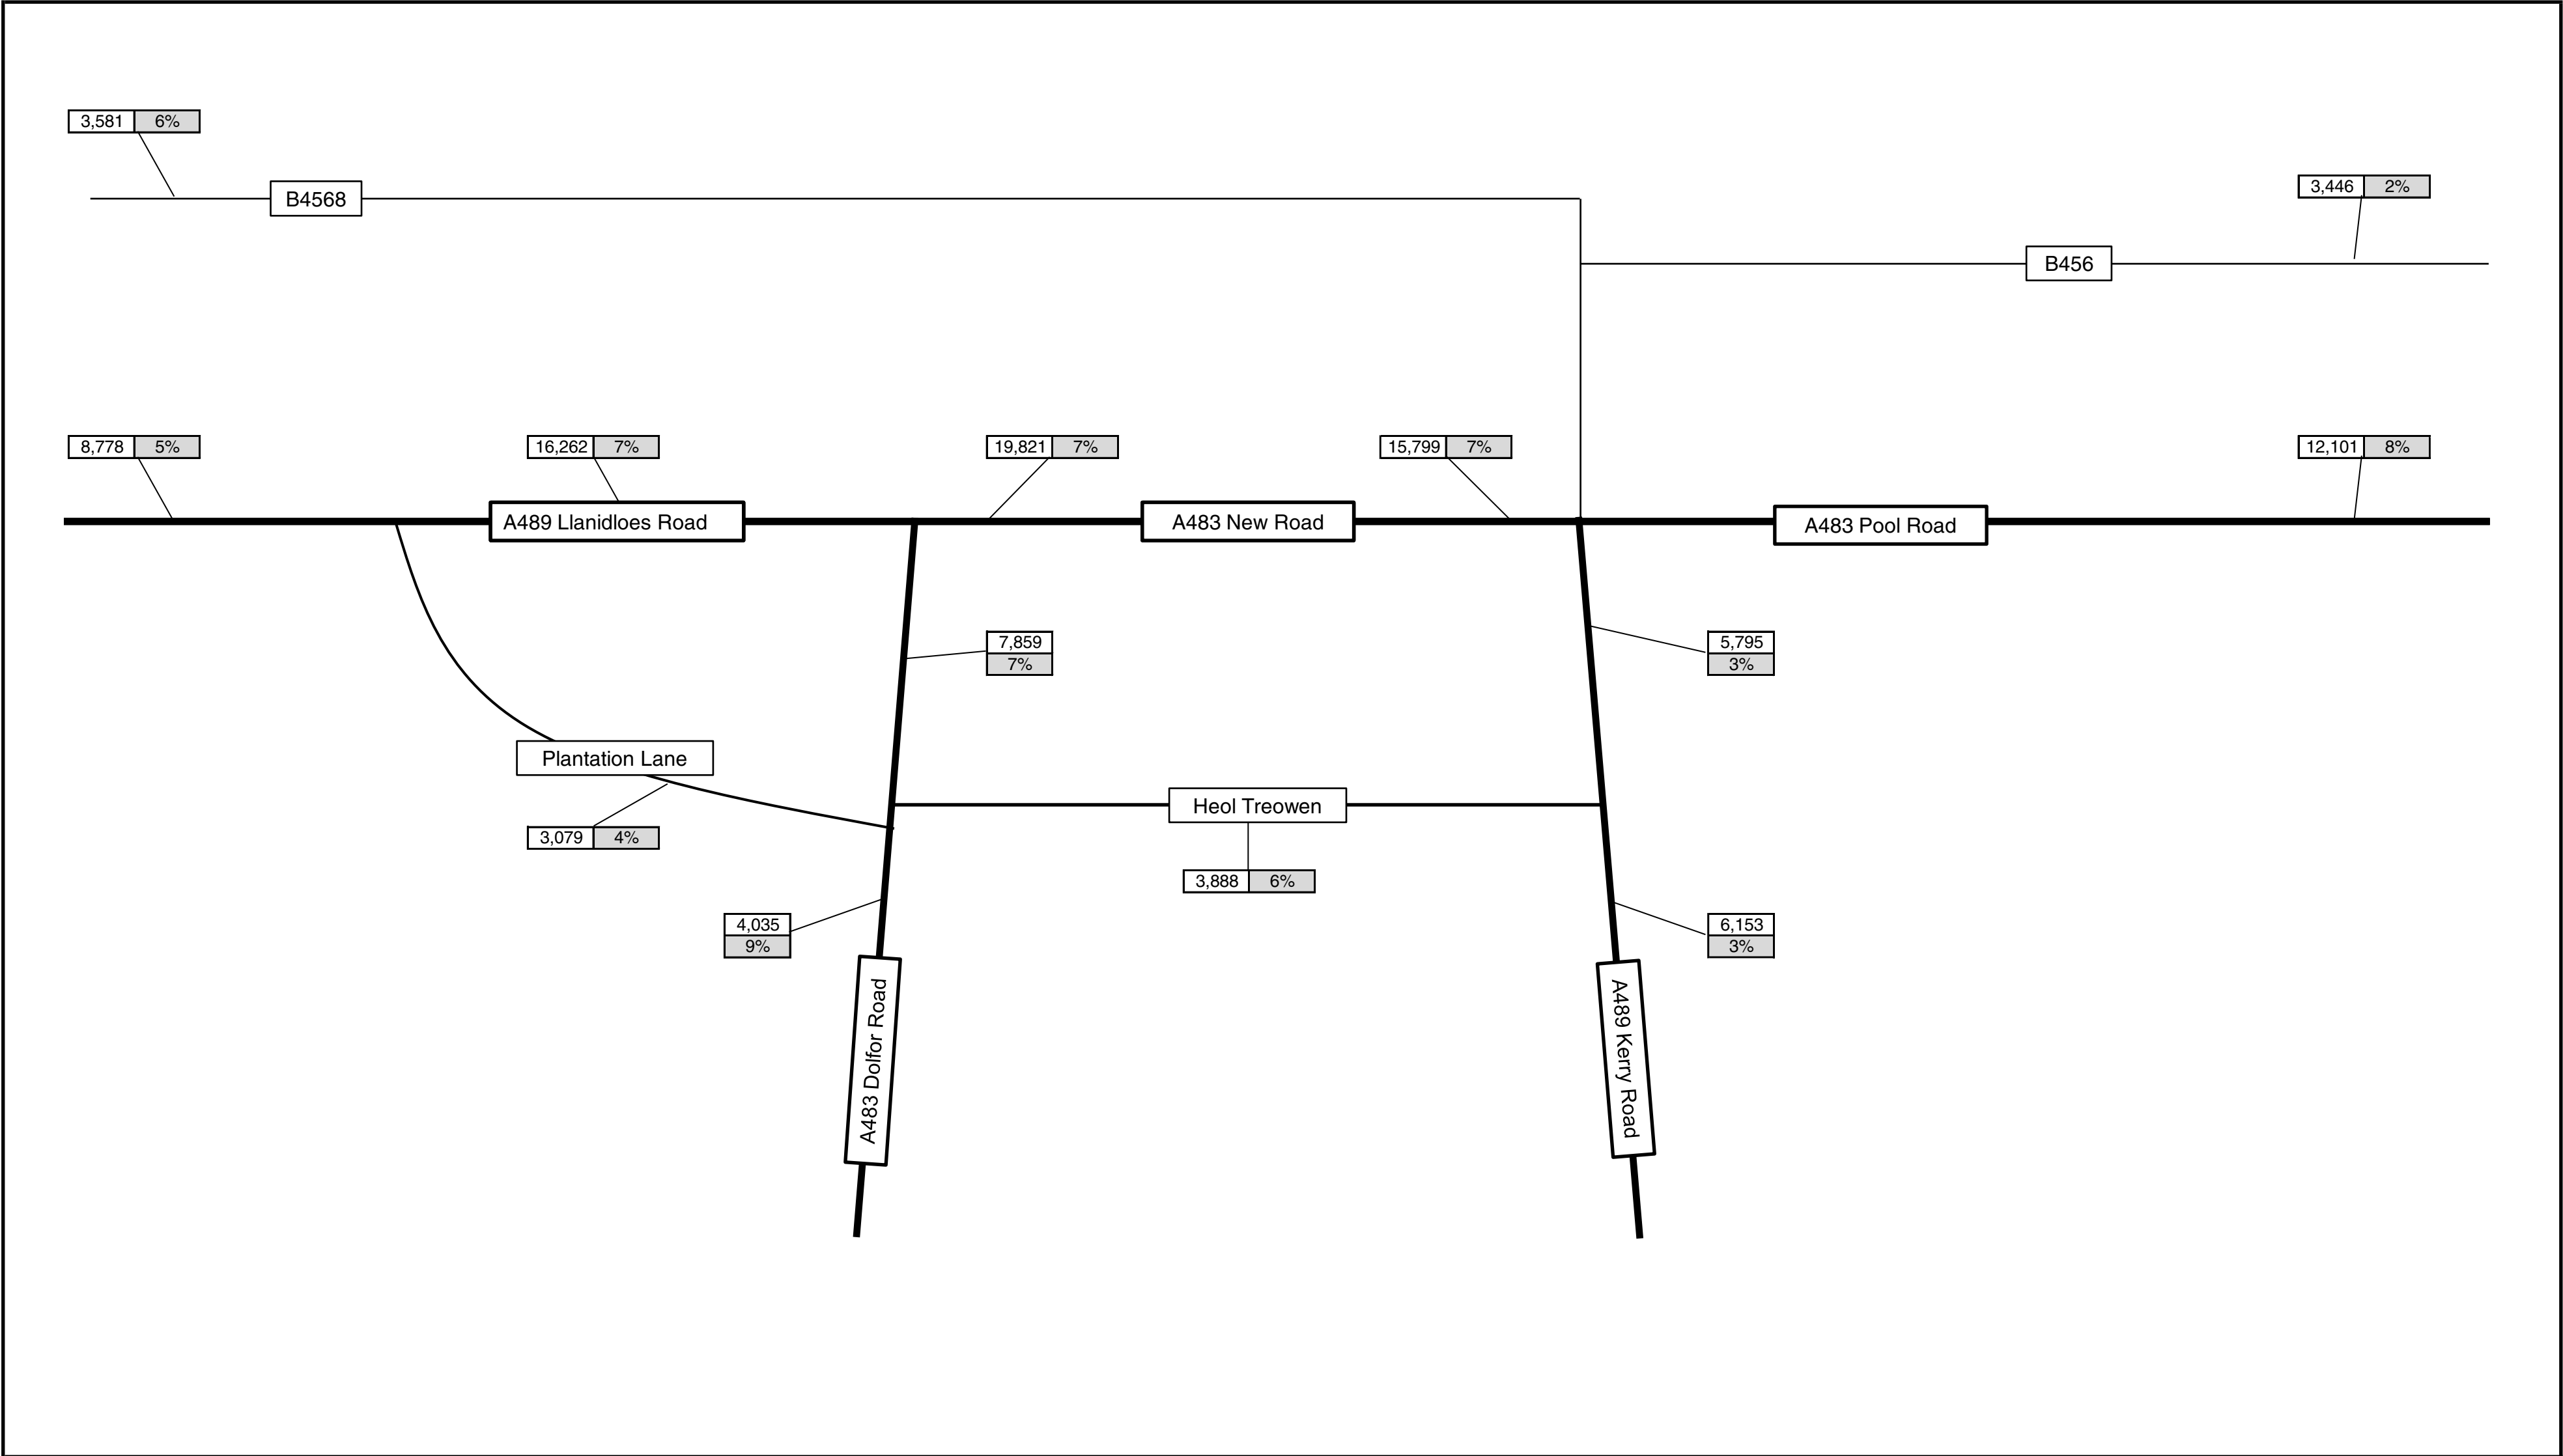 3,581 6%
B4568
3,446 2%
B456
8,778 5%
16,262 7%
19,821 7%
15,799 7%
12,101 8%
A489 Llanidloes Road
A483 New Road
A483 Pool Road
7,859
7%
5,795
3%
Plantation Lane
3,079 4%
Heol Treowen
3,888 6%
4,035
9%
6,153
3%
A483 Dolfor Road
A489 Kerry Road